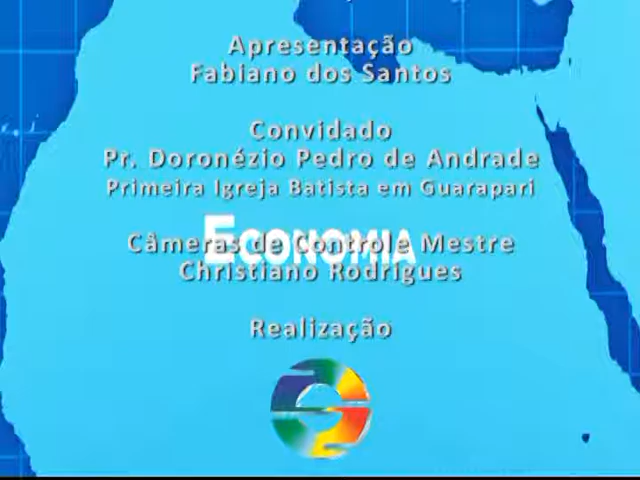 Apresentação
Fabiano dos Santos
Convidado
Pr. Doronézio Pedro de Andrade
Primeira Igreja Batista em Guarapari
Câmeras de Controle Mestre
ECONOMIA
Christiano Rodrigues
Realização